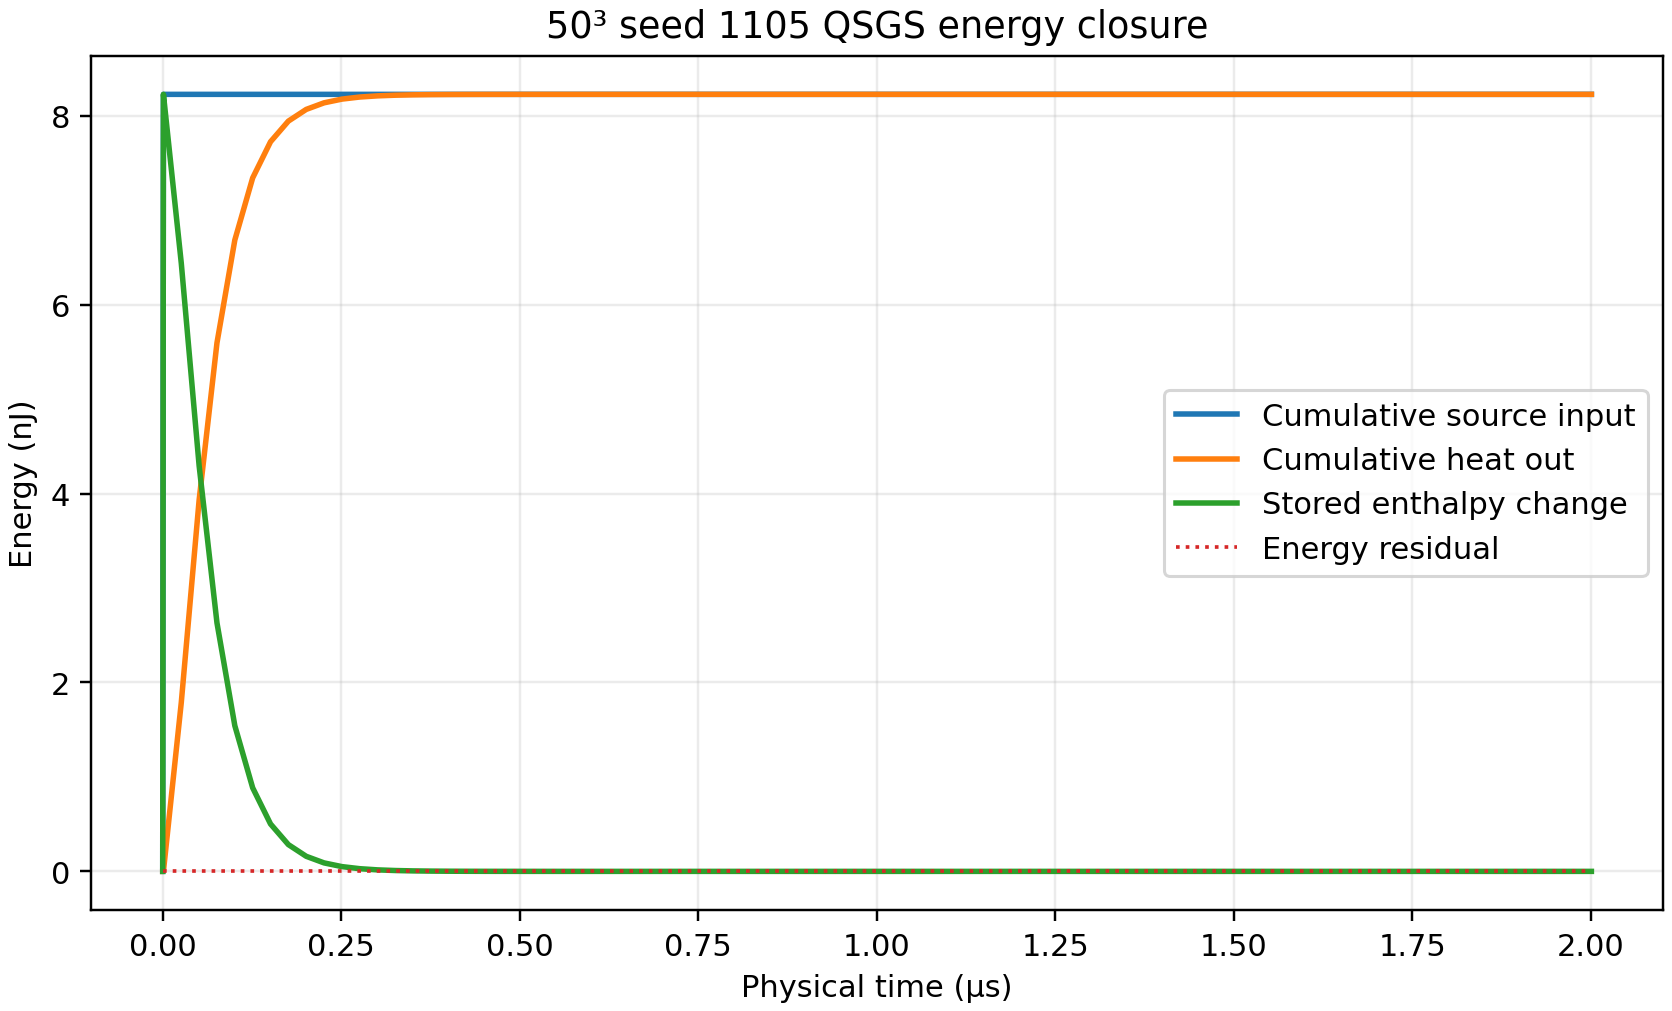 50³ seed 1105 QSGS energy closure
Energy (nJ)
8
6
4
2
0
Cumulative source input
Cumulative heat out
Stored enthalpy change
Energy residual
0.00 0.25 0.50 0.75 1.00 1.25 1.50 1.75 2.00
Physical time (µs)